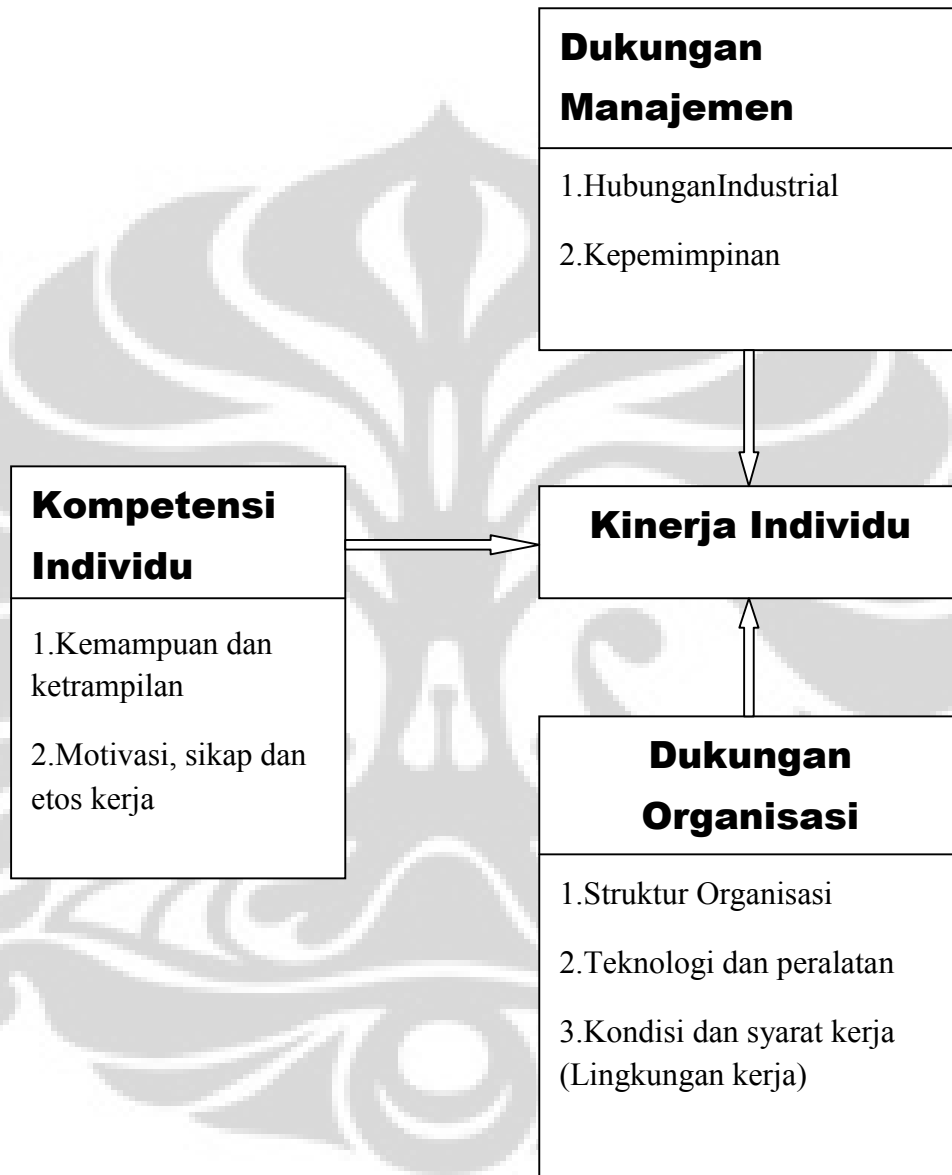 Dukungan
Manajemen
1.HubunganIndustrial
2.Kepemimpinan
Kompetensi
Individu
1.Kemampuan dan
ketrampilan
2.Motivasi, sikap dan
etos kerja
Kinerja Individu
Dukungan
Organisasi
1.Struktur Organisasi
2.Teknologi dan peralatan
3.Kondisi dan syarat kerja
(Lingkungan kerja)